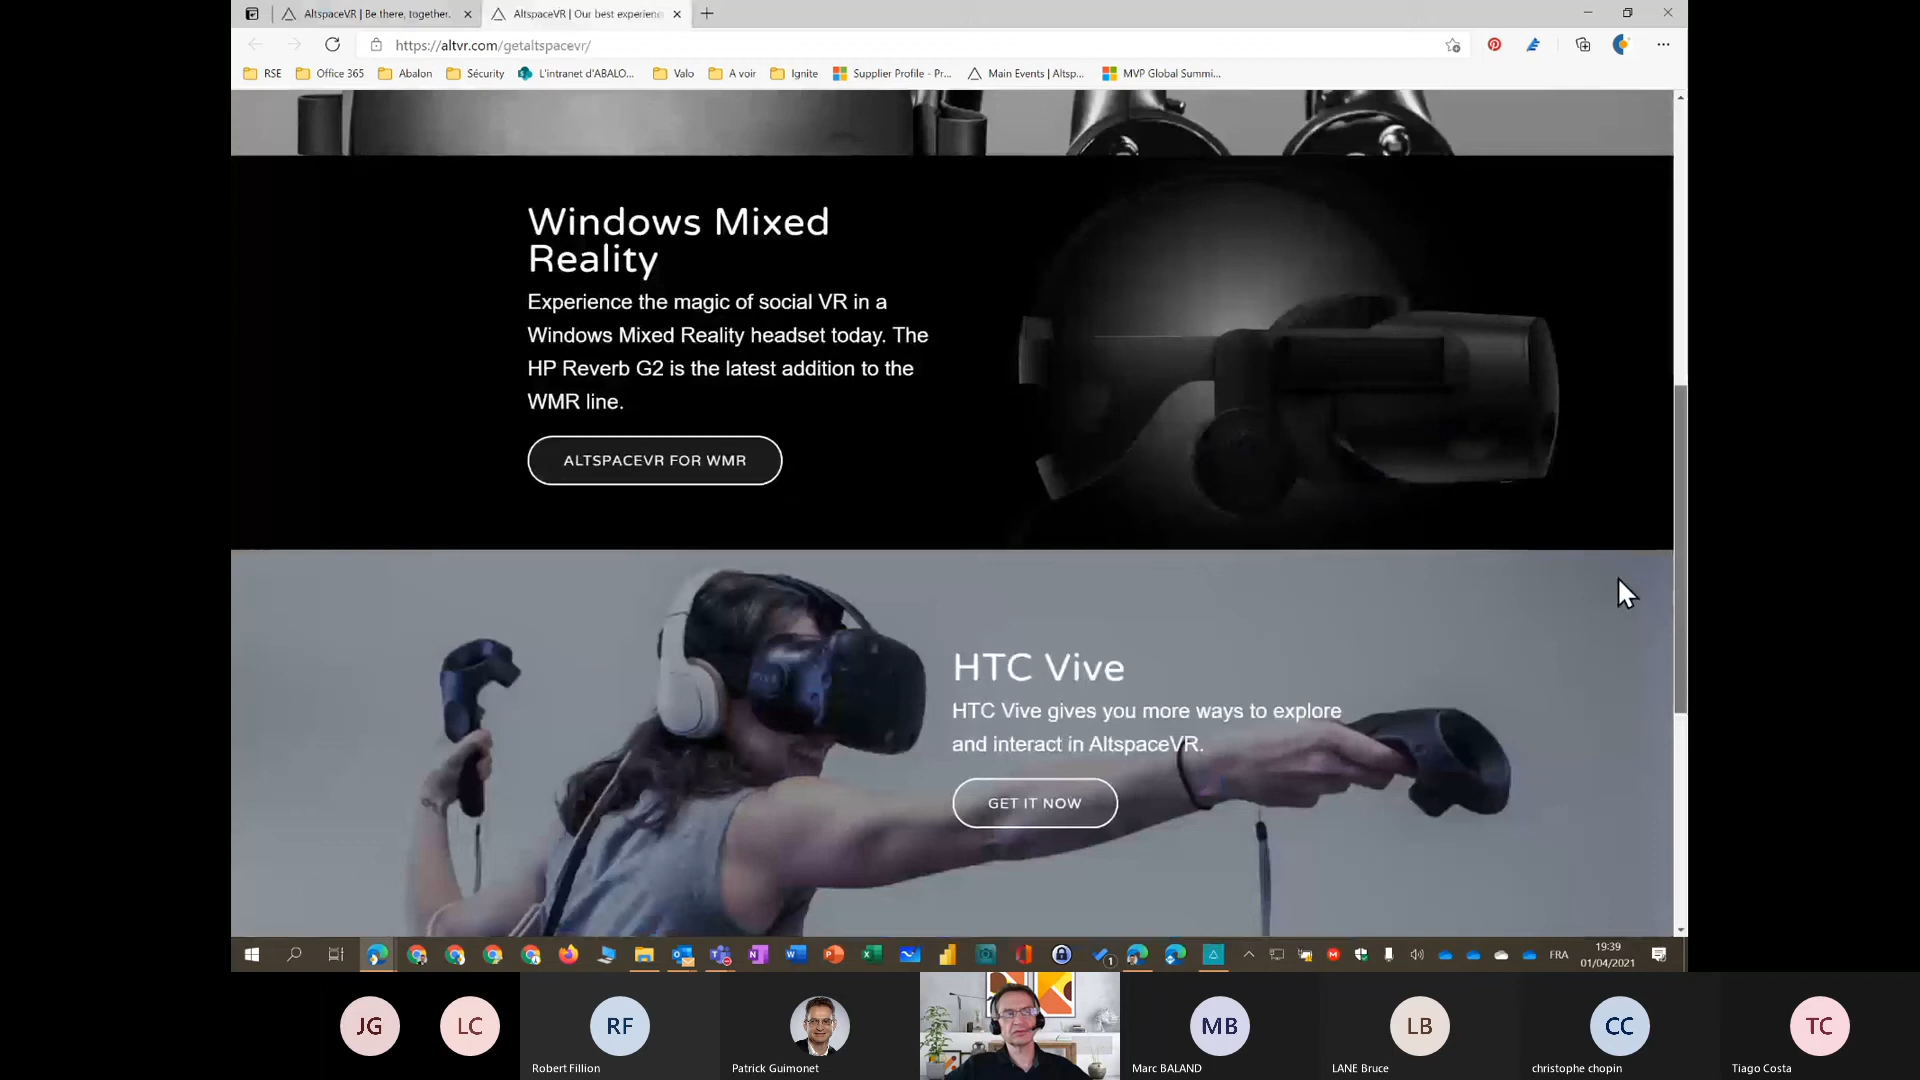 AltspaceVR | Be there, together.
AltspaceVR | Our best experienc
https://altvr.com/getaltspacevr/
RSE
Office 365
Abalon
Sécurity
L'intranet d'ABALO...
Valo
A voir
Ignite
Supplier Profile - Pr...
Main Events | Altsp...
MVP Global Summi...
Windows Mixed
Reality
Experience the magic of social VR in a
Windows Mixed Reality headset today. The
HP Reverb G2 is the latest addition to the
WMR line.
ALTSPACEVR FOR WMR
HTC Vive
HTC Vive gives you more ways to explore
and interact in AltspaceVR.
GET IT NOW
1
FRA
19:39
01/04/2021
JG
LC
RF
MB
LB
CC
TC
Robert Fillion
Patrick Guimonet
Marc BALAND
LANE Bruce
christophe chopin
Tiago Costa